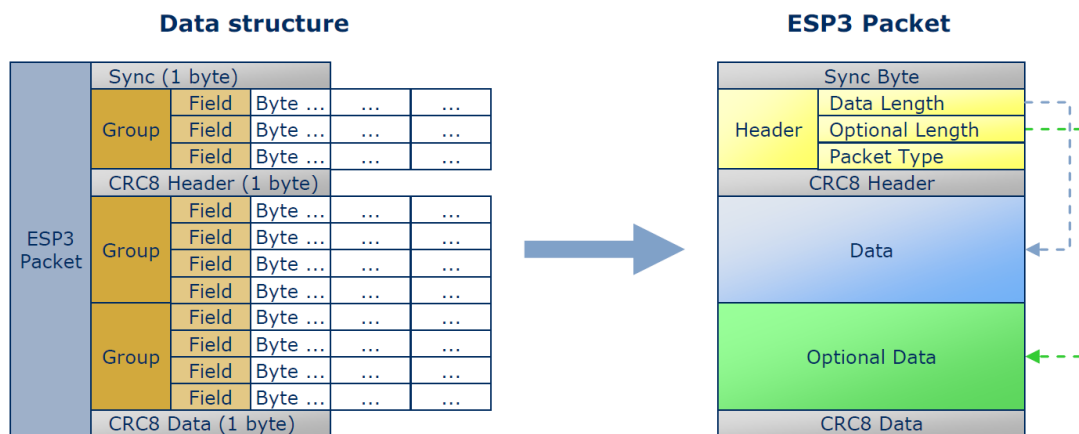 Data structure
ESP3 Packet
ESP3
Packet
Sync (1 byte)
Group
Field Byte ... ... ...
Field Byte ... ... ...
Field Byte ... ... ...
CRC8 Header (1 byte)
Group
Field Byte ... ... ...
Field Byte ... ... ...
Field Byte ... ... ...
Field Byte ... ... ...
Group
Field Byte ... ... ...
Field Byte ... ... ...
Field Byte ... ... ...
Field Byte ... ... ...
CRC8 Data (1 byte)
Sync Byte
Header
Data Length
Optional Length
Packet Type
CRC8 Header
Data
Optional Data
CRC8 Data